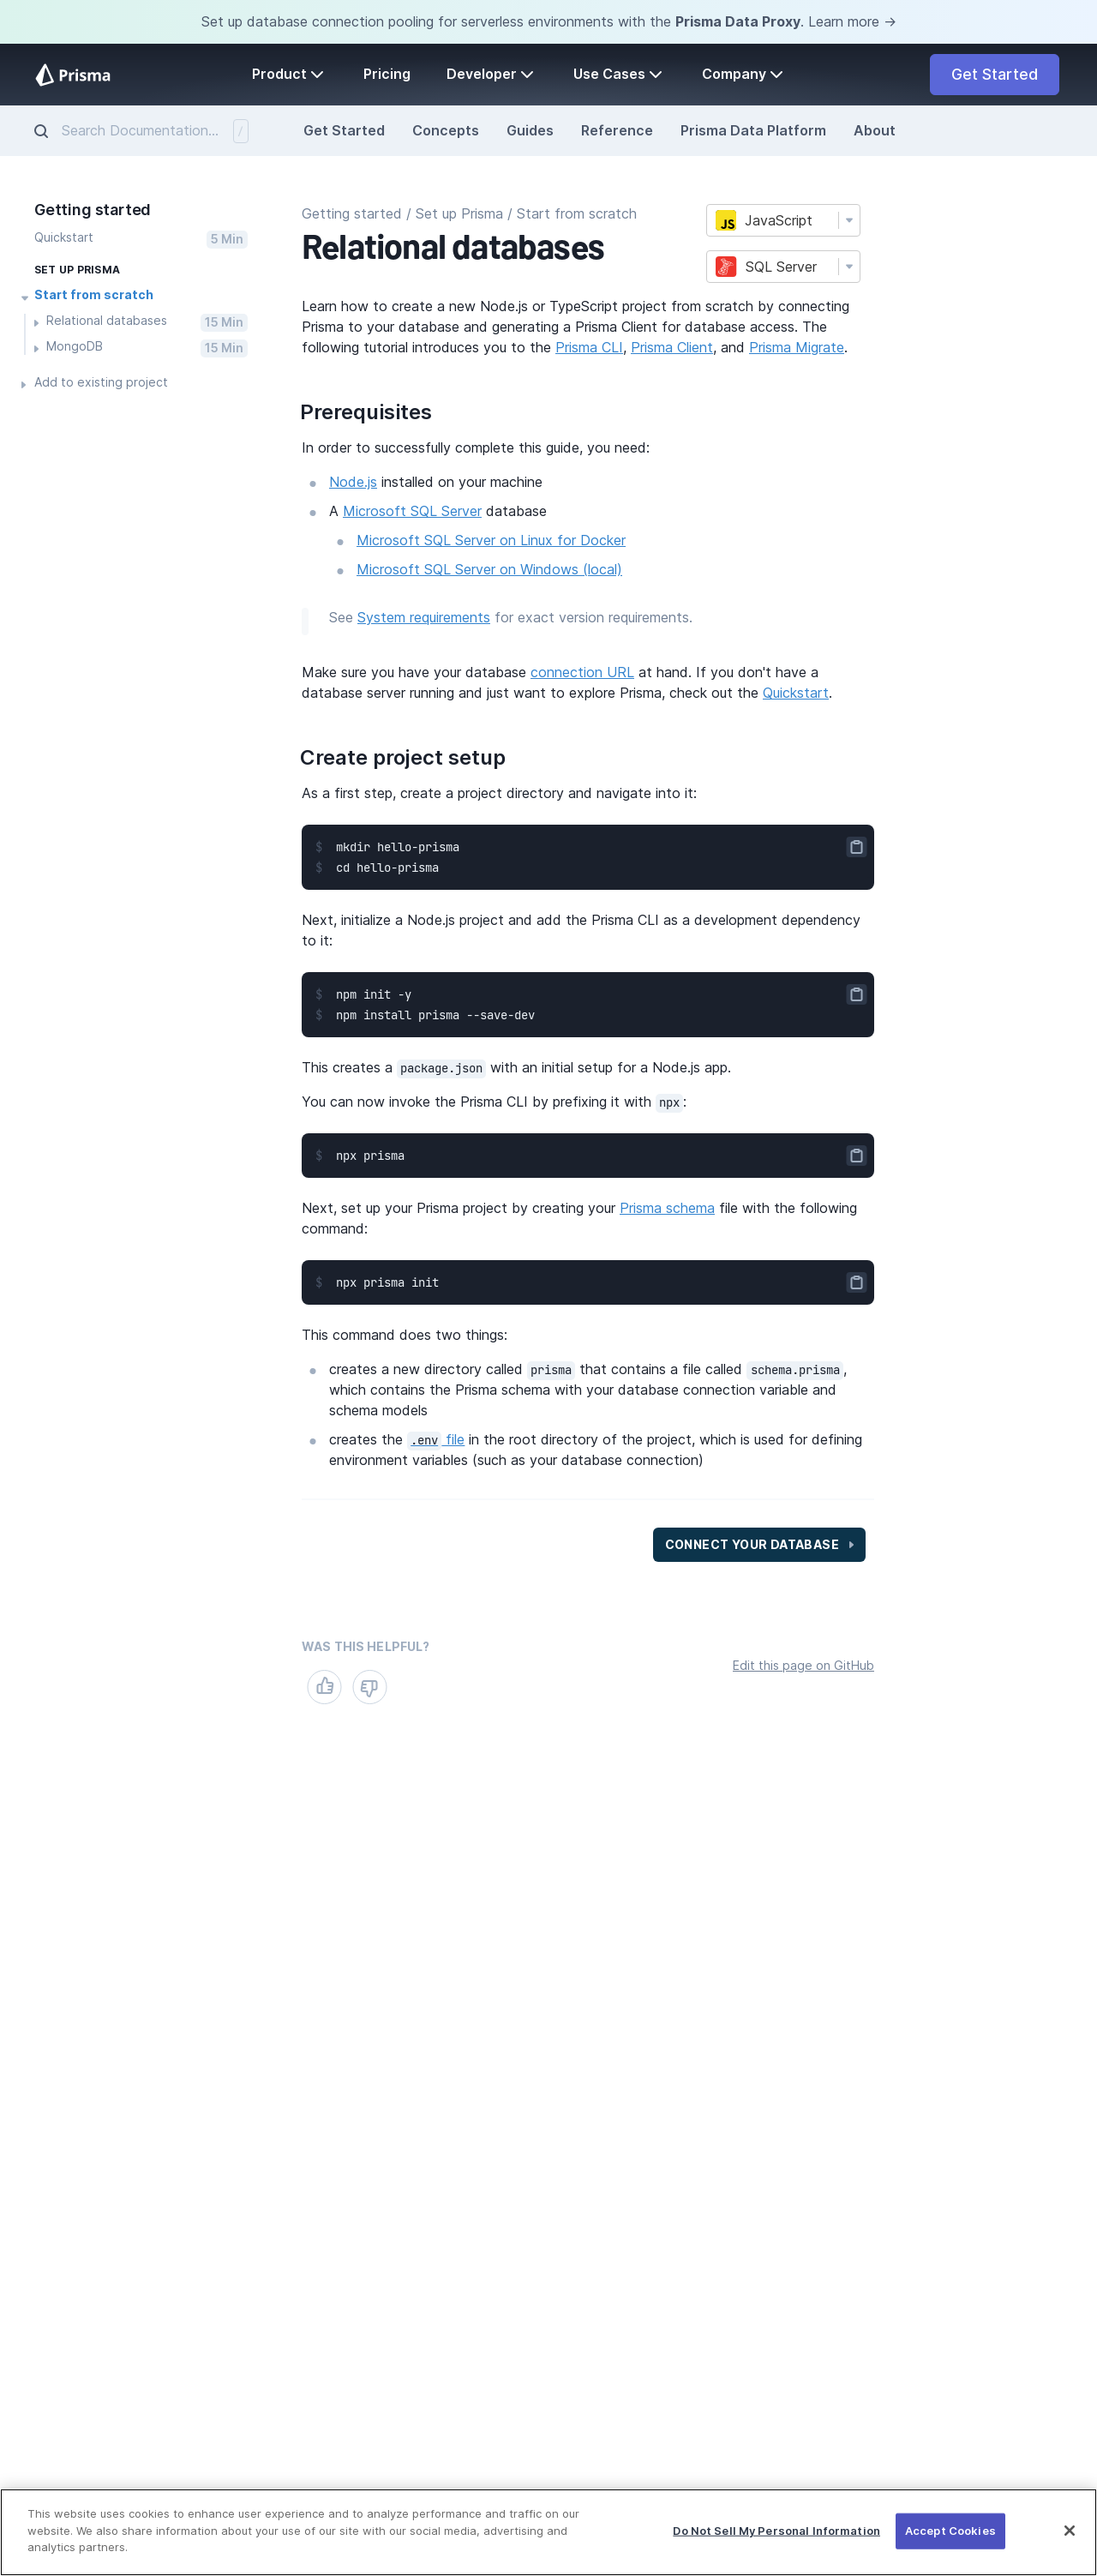 Set up database connection pooling for serverless environments with the Prisma Data Proxy. Learn more →
Prisma Product Pricing Developer Use Cases Company Get Started
Search Documentation... / Get Started Concepts Guides Reference Prisma Data Platform About
Getting started
Quickstart 5 Min
SET UP PRISMA
Start from scratch
Relational databases 15 Min
MongoDB 15 Min
Add to existing project
Getting started / Set up Prisma / Start from scratch
Relational databases
JS JavaScript
SQL Server
Learn how to create a new Node.js or TypeScript project from scratch by connecting
Prisma to your database and generating a Prisma Client for database access. The
following tutorial introduces you to the Prisma CLI, Prisma Client, and Prisma Migrate.
Prerequisites
In order to successfully complete this guide, you need:
Node.js installed on your machine
A Microsoft SQL Server database
Microsoft SQL Server on Linux for Docker
Microsoft SQL Server on Windows (local)
See System requirements for exact version requirements.
Make sure you have your database connection URL at hand. If you don't have a
database server running and just want to explore Prisma, check out the Quickstart.
Create project setup
As a first step, create a project directory and navigate into it:
$ mkdir hello-prisma
$ cd hello-prisma
Next, initialize a Node.js project and add the Prisma CLI as a development dependency
to it:
$ npm init -y
$ npm install prisma --save-dev
This creates a package.json with an initial setup for a Node.js app.
You can now invoke the Prisma CLI by prefixing it with npx:
$ npx prisma
Next, set up your Prisma project by creating your Prisma schema file with the following
command:
$ npx prisma init
This command does two things:
creates a new directory called prisma that contains a file called schema.prisma,
which contains the Prisma schema with your database connection variable and
schema models
creates the .env file in the root directory of the project, which is used for defining
environment variables (such as your database connection)
CONNECT YOUR DATABASE
WAS THIS HELPFUL?
Edit this page on GitHub
This website uses cookies to enhance user experience and to analyze performance and traffic on our
website. We also share information about your use of our site with our social media, advertising and
analytics partners.
Do Not Sell My Personal Information Accept Cookies